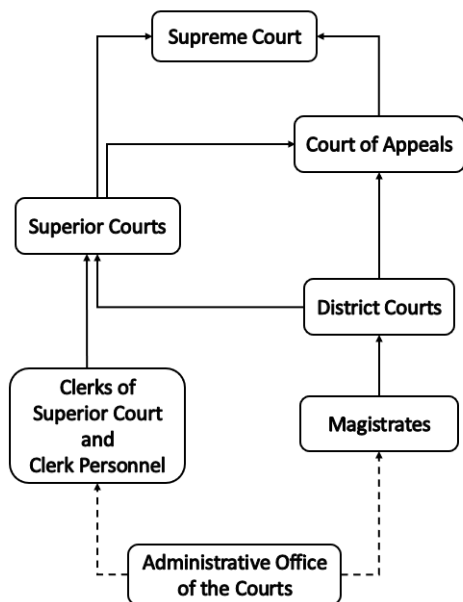 Supreme Court
Court of Appeals
Superior Courts
District Courts
Clerks of
Superior Court
and
Clerk Personnel
Magistrates
Administrative Office
of the Courts